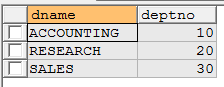 dname deptno
ACCOUNTING 10
RESEARCH 20
SALES 30